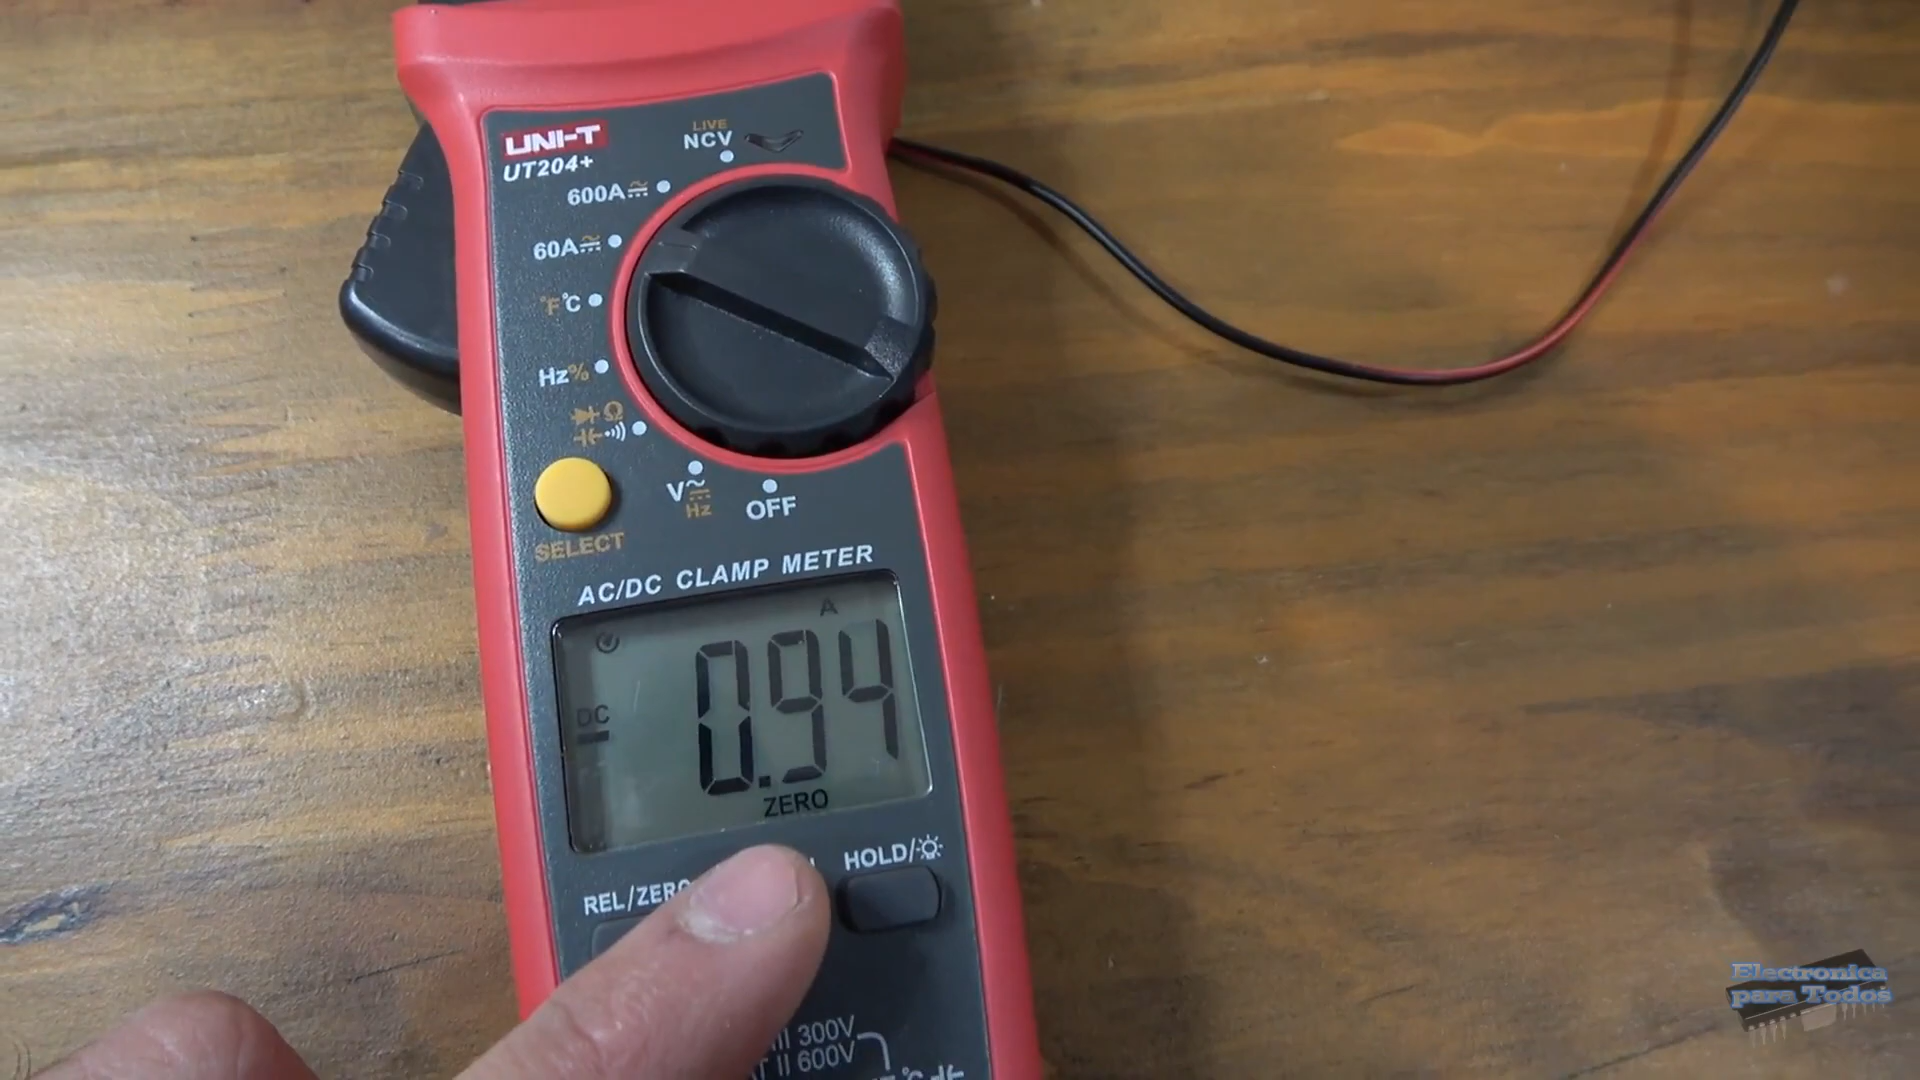 UNI-T
UT204+
LIVE
NCV
600A
60A
°F°C
Hz%
Ω
V
Hz
OFF
SELECT
AC/DC CLAMP METER
A
DC
0.94
ZERO
REL/ZERO
HOLD/
300V
II 600V
°C
Electronica
para Todos